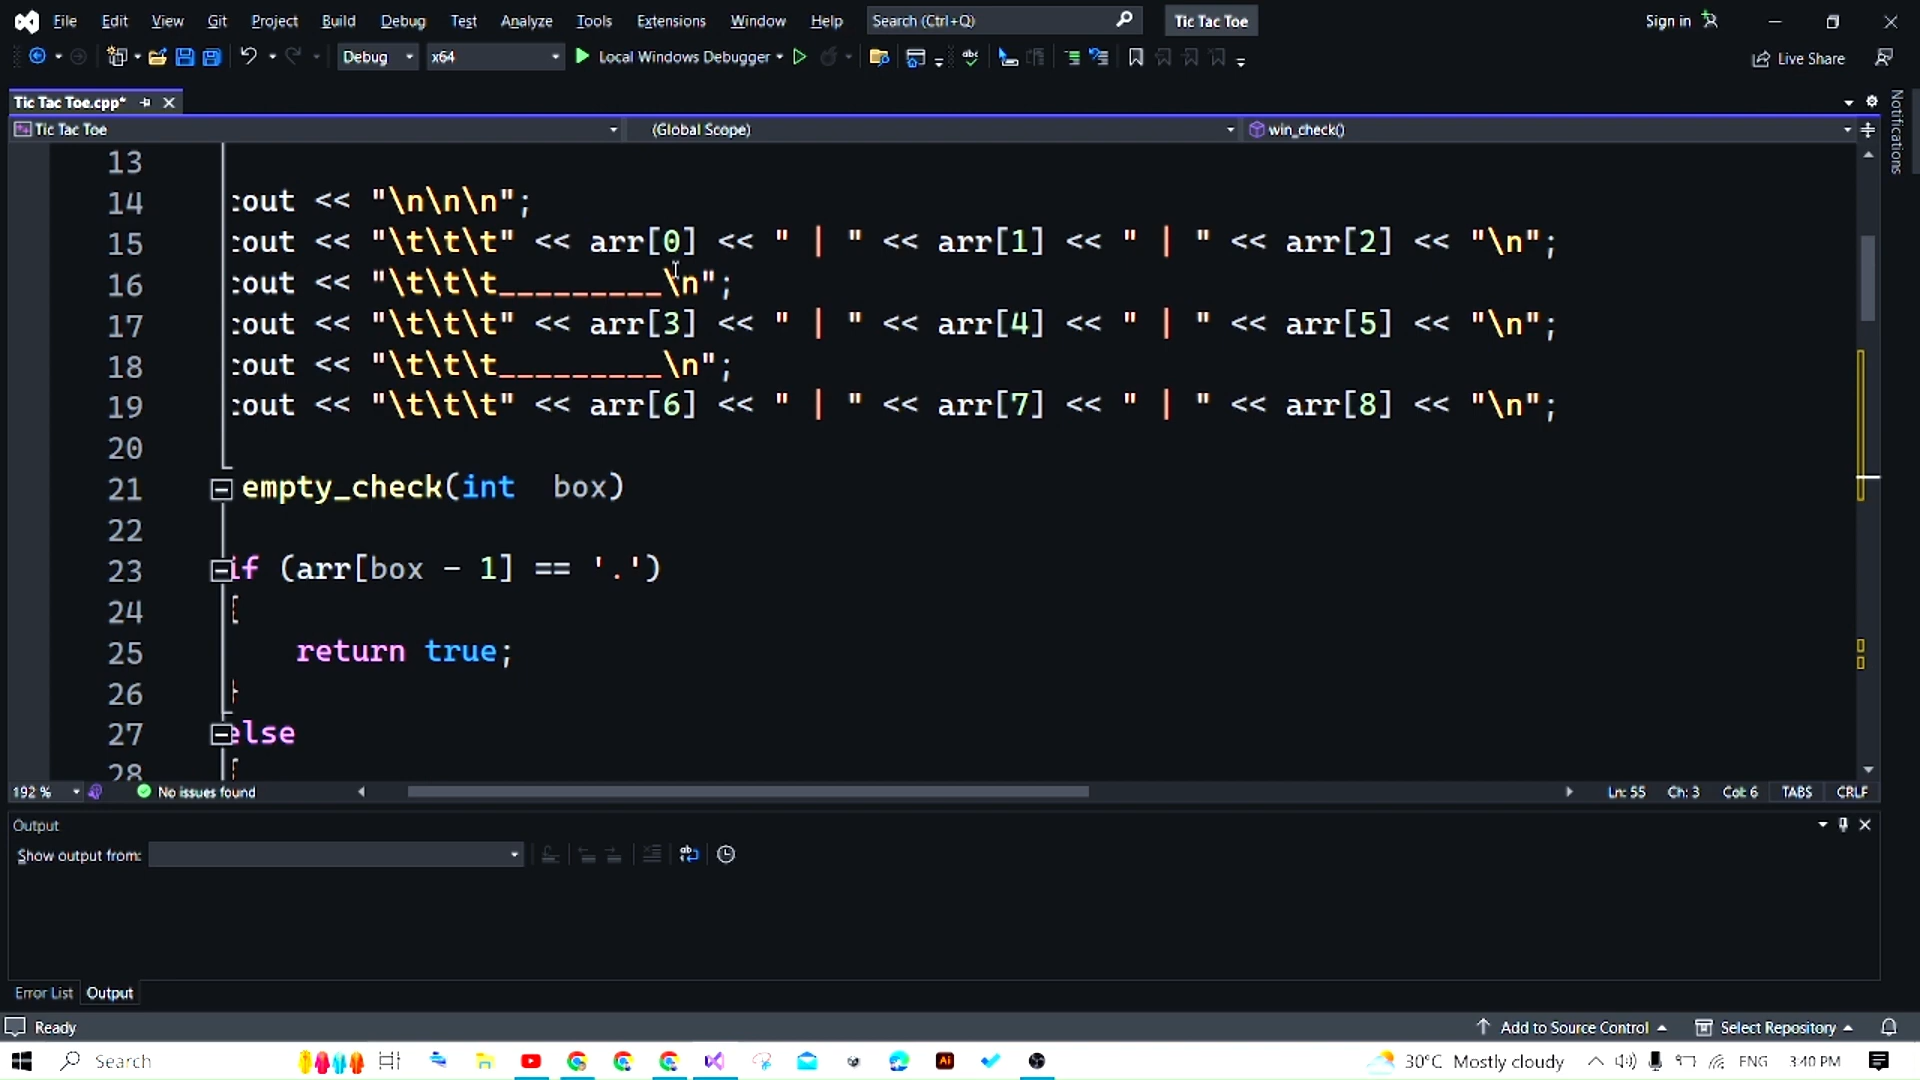 File Edit View Git Project Build Debug Test Analyze Tools Extensions Window Help Search (Ctrl+Q) Tic Tac Toe Sign in
Debug x64 Local Windows Debugger Live Share
Tic Tac Toe.cpp*
Tic Tac Toe (Global Scope) win_check()
Notifications
13
14 cout << "\n\n\n";
15 cout << "\t\t\t" << arr[0] << " | " << arr[1] << " | " << arr[2] << "\n";
16 cout << "\t\t\t_________\n";
17 cout << "\t\t\t" << arr[3] << " | " << arr[4] << " | " << arr[5] << "\n";
18 cout << "\t\t\t_________\n";
19 cout << "\t\t\t" << arr[6] << " | " << arr[7] << " | " << arr[8] << "\n";
20
21 empty_check(int  box)
22
23 if (arr[box - 1] == '.')
24 {
25 return true;
26 }
27 else
28 {
192 % No issues found Ln: 55 Ch: 3 Col: 6 TABS CRLF
Output
Show output from:
Error List Output
Ready Add to Source Control Select Repository
Search 30°C Mostly cloudy ENG 3:40 PM